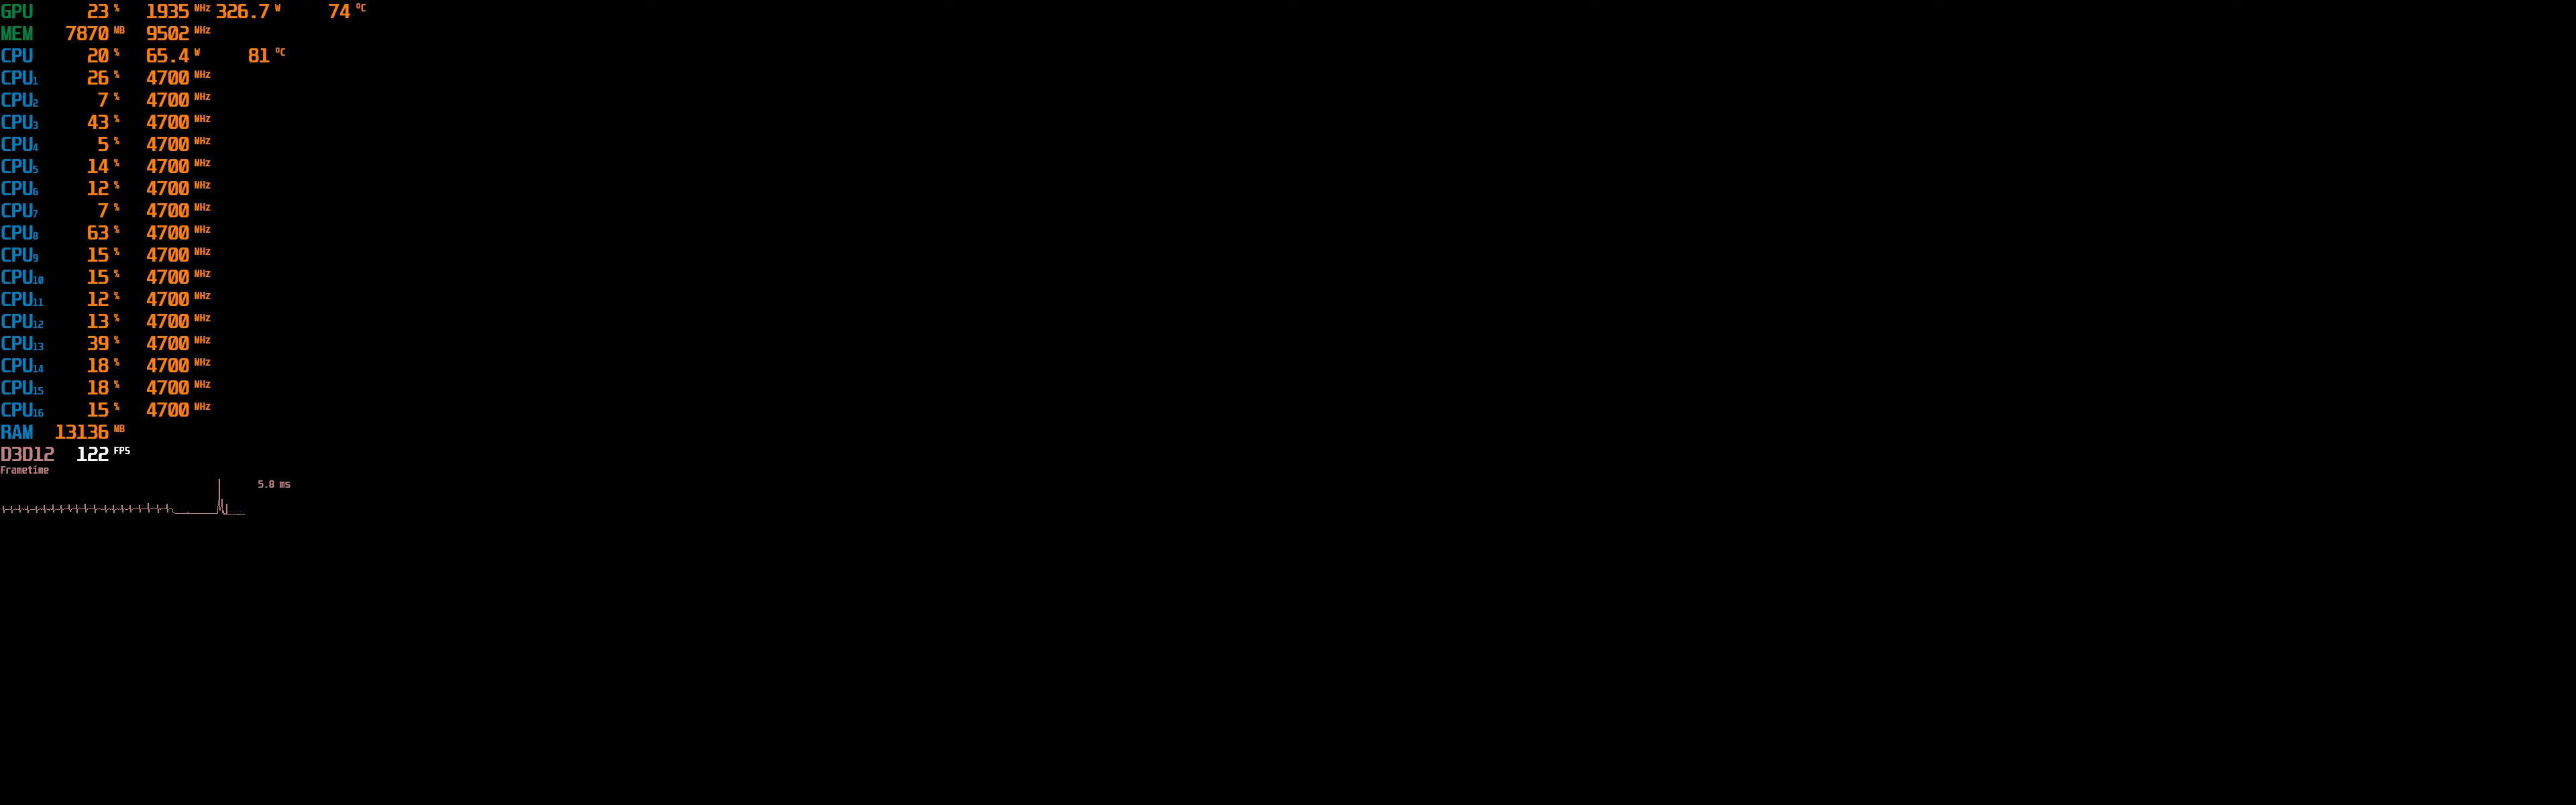 GPU 23 % 1935 MHz 326.7 W 74 °C
MEM 7870 MB 9502 MHz
CPU 20 % 65.4 W 81 °C
CPU1 26 % 4700 MHz
CPU2 7 % 4700 MHz
CPU3 43 % 4700 MHz
CPU4 5 % 4700 MHz
CPU5 14 % 4700 MHz
CPU6 12 % 4700 MHz
CPU7 7 % 4700 MHz
CPU8 63 % 4700 MHz
CPU9 15 % 4700 MHz
CPU10 15 % 4700 MHz
CPU11 12 % 4700 MHz
CPU12 13 % 4700 MHz
CPU13 39 % 4700 MHz
CPU14 18 % 4700 MHz
CPU15 18 % 4700 MHz
CPU16 15 % 4700 MHz
RAM 13136 MB
D3D12 122 FPS
Frametime
5.8 ms